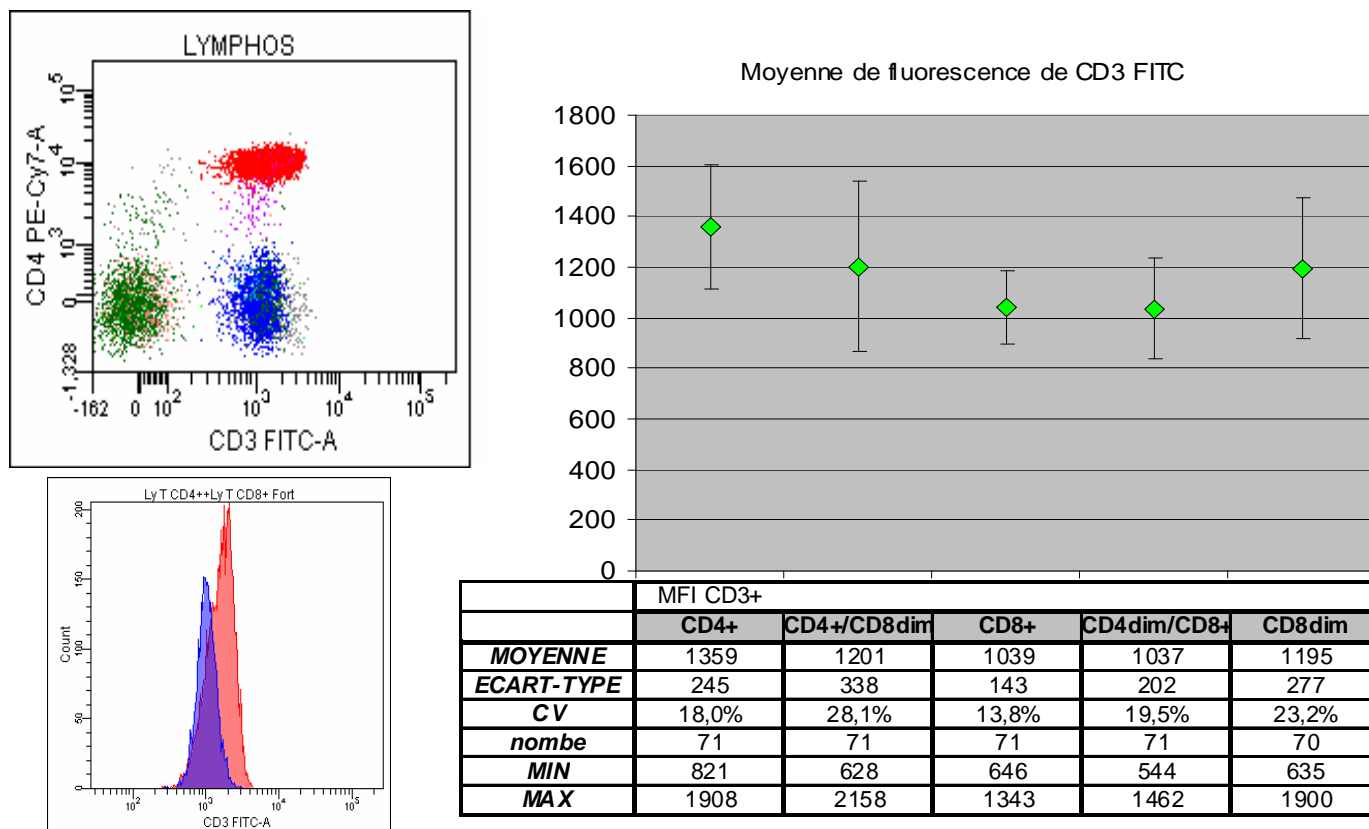 LYMPHOS
CD4 PE-Cy7-A
10^5
10^4
10^3
0
-1.328
-162 0 10^2 10^3 10^4 10^5
CD3 FITC-A
Ly T CD4++Ly T CD8+ Fort
Count
200
150
100
50
0
10^2 10^3 10^4 10^5
CD3 FITC-A
Moyenne de fluorescence de CD3 FITC
1800
1600
1400
1200
1000
800
600
400
200
0
MFI CD3+
CD4+ CD4+/CD8dim CD8+ CD4dim/CD8+ CD8dim
MOYENNE 1359 1201 1039 1037 1195
ECART-TYPE 245 338 143 202 277
CV 18,0% 28,1% 13,8% 19,5% 23,2%
nombe 71 71 71 71 70
MIN 821 628 646 544 635
MAX 1908 2158 1343 1462 1900